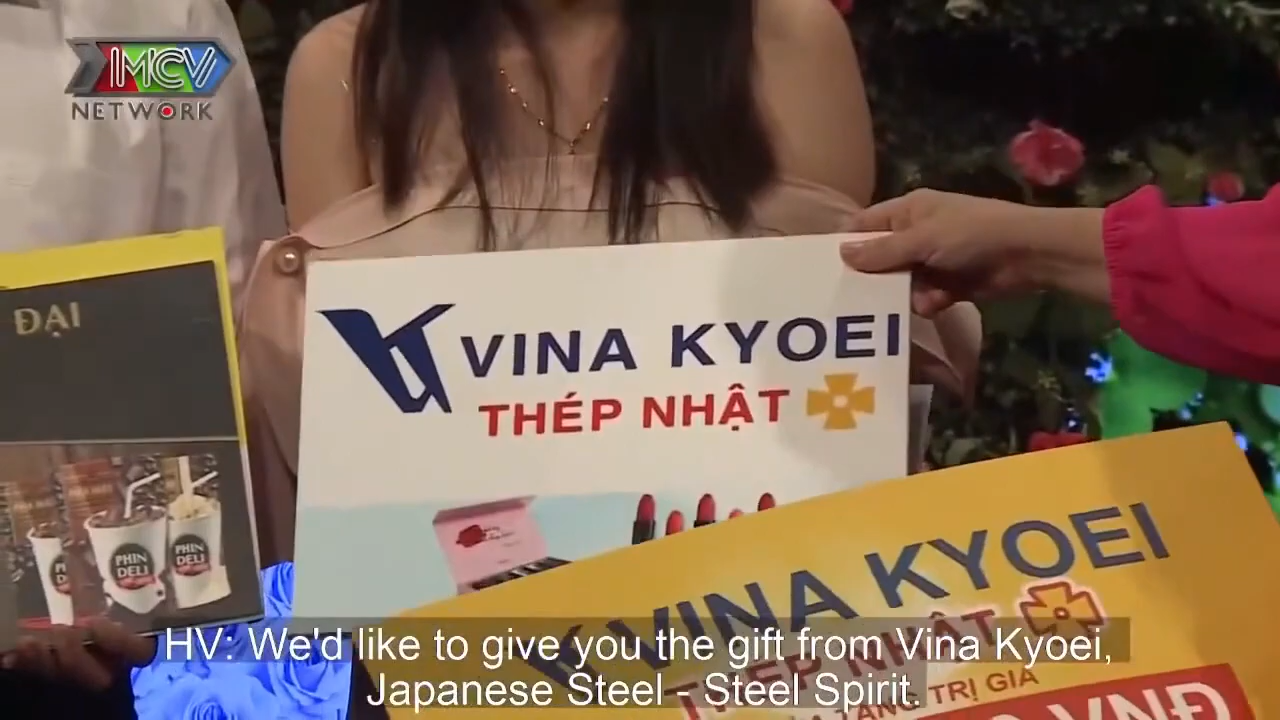 MCV
NETWORK
ĐẠI
VINA KYOEI
THÉP NHẬT
PHIN
DELI
PHIN
DELI
VINA KYOEI
THÉP NHẬT
TẶNG TRỊ GIÁ
VNĐ
HV: We'd like to give you the gift from Vina Kyoei,
Japanese Steel - Steel Spirit.